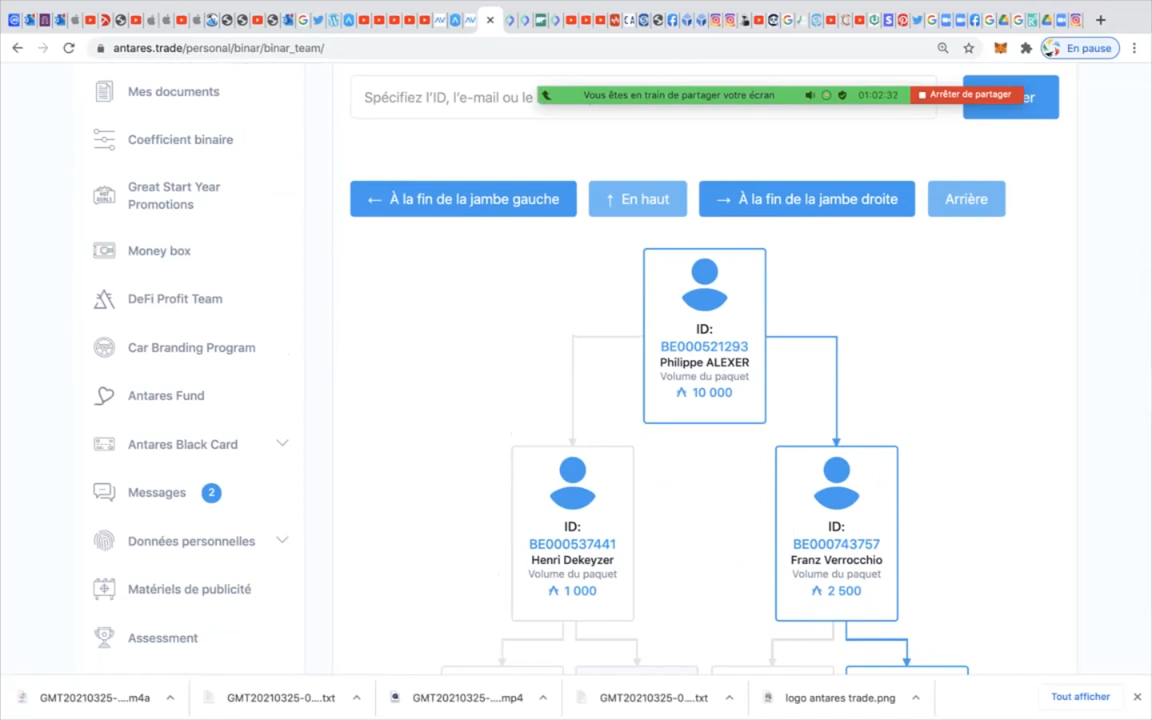 antares.trade/personal/binar/binar_team/
En pause
Mes documents
Coefficient binaire
Great Start Year
Promotions
Money box
DeFi Profit Team
Car Branding Program
Antares Fund
Antares Black Card
Messages
2
Données personnelles
Matériels de publicité
Assessment
Spécifiez l'ID, l'e-mail ou le
Vous êtes en train de partager votre écran
01:02:32
Arrêter de partager
er
← À la fin de la jambe gauche
↑ En haut
→ À la fin de la jambe droite
Arrière
ID:
BE000521293
Philippe ALEXER
Volume du paquet
10 000
ID:
BE000537441
Henri Dekeyzer
Volume du paquet
1 000
ID:
BE000743757
Franz Verrocchio
Volume du paquet
2 500
GMT20210325-....m4a
GMT20210325-0....txt
GMT20210325-....mp4
GMT20210325-0....txt
logo antares trade.png
Tout afficher